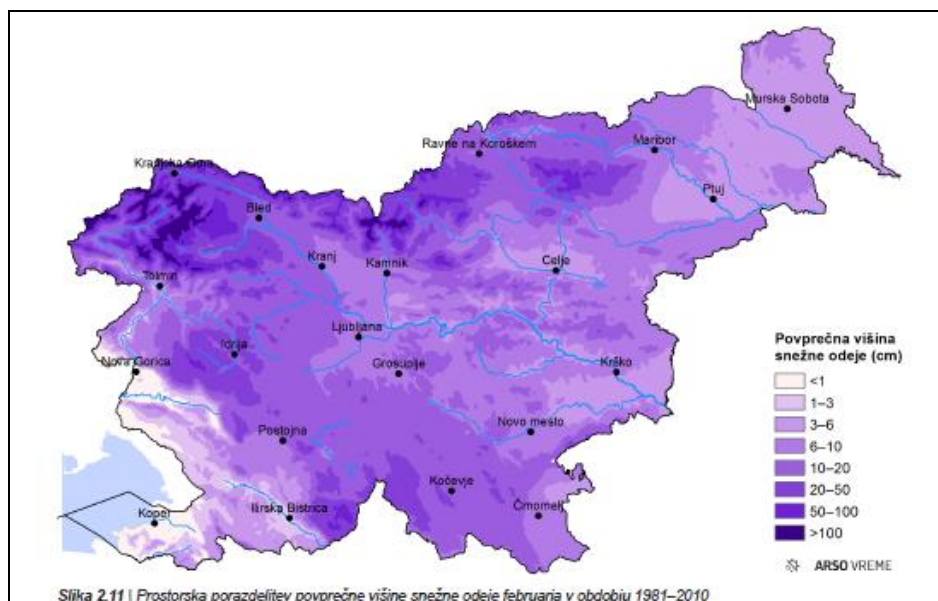 Murska Sobota
Ravne na Koroškem
Maribor
Kranjska Gora
Ptuj
Bled
Kranj
Kamnik
Celje
Tolmin
Ljubljana
Idrija
Grosuplje
Nova Gorica
Krško
Novo mesto
Postojna
Kočevje
Črnomelj
Koper
Ilirska Bistrica
Povprečna višina
snežne odeje (cm)
<1
1–3
3–6
6–10
10–20
20–50
50–100
>100
ARSO VREME
Slika 2.11 | Prostorska porazdelitev povprečne višine snežne odeje februarja v obdobju 1981–2010